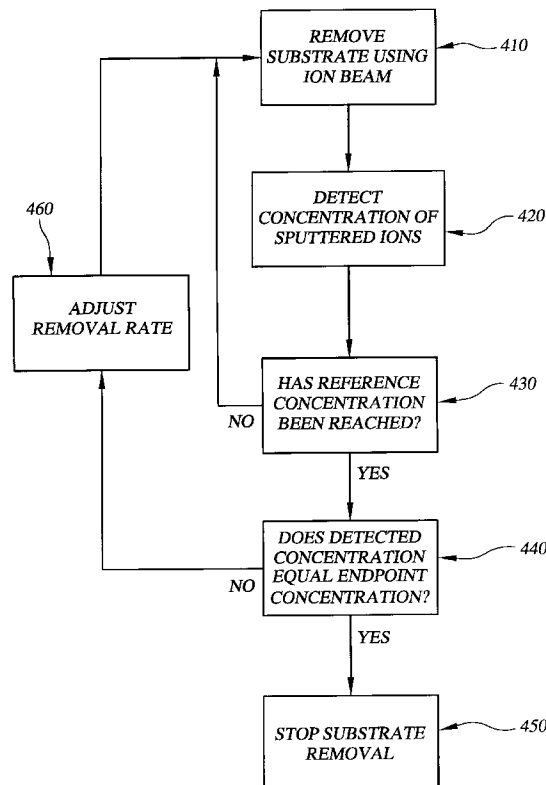 REMOVE
SUBSTRATE USING
ION BEAM
410
DETECT
CONCENTRATION OF
SPUTTERED IONS
420
460
ADJUST
REMOVAL RATE
HAS REFERENCE
CONCENTRATION
BEEN REACHED?
430
NO
YES
DOES DETECTED
CONCENTRATION
EQUAL ENDPOINT
CONCENTRATION?
440
NO
YES
STOP SUBSTRATE
REMOVAL
450